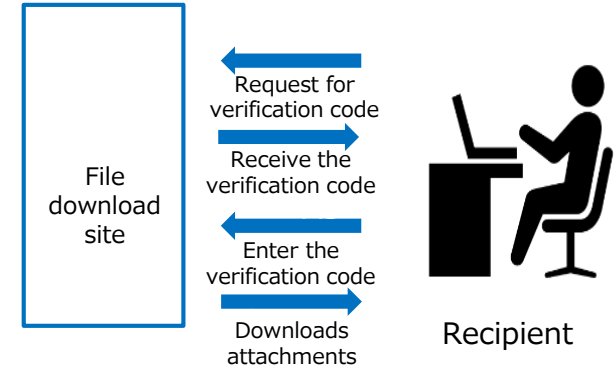 Request for
verification code
Receive the
verification code
File
download
site
Enter the
verification code
Downloads
attachments
Recipient